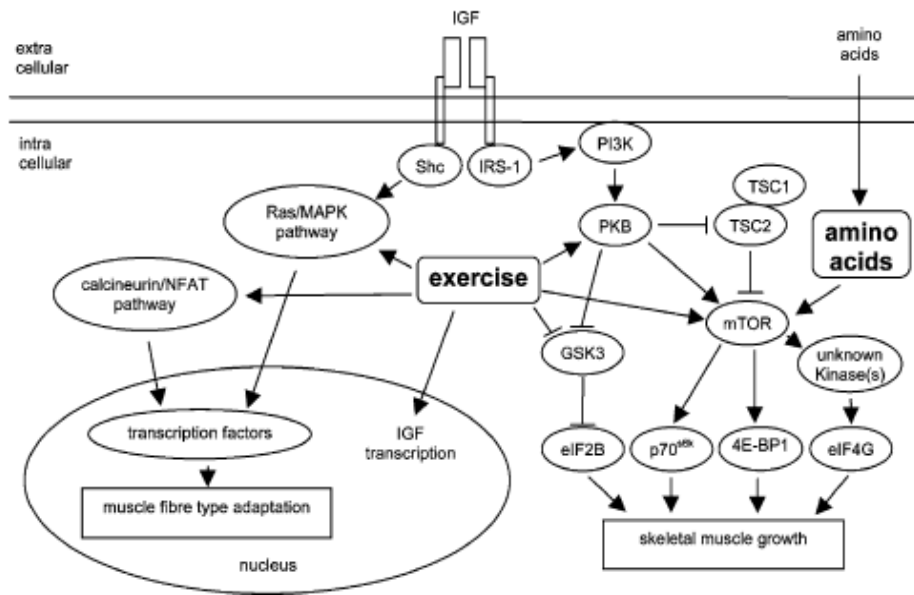 IGF
extra
cellular
amino
acids
intra
cellular
Shc
IRS-1
PI3K
TSC1
TSC2
Ras/MAPK
pathway
PKB
amino
acids
exercise
calcineurin/NFAT
pathway
mTOR
GSK3
unknown
Kinase(s)
transcription factors
IGF
transcription
eIF2B
p70s6k
4E-BP1
eIF4G
muscle fibre type adaptation
skeletal muscle growth
nucleus